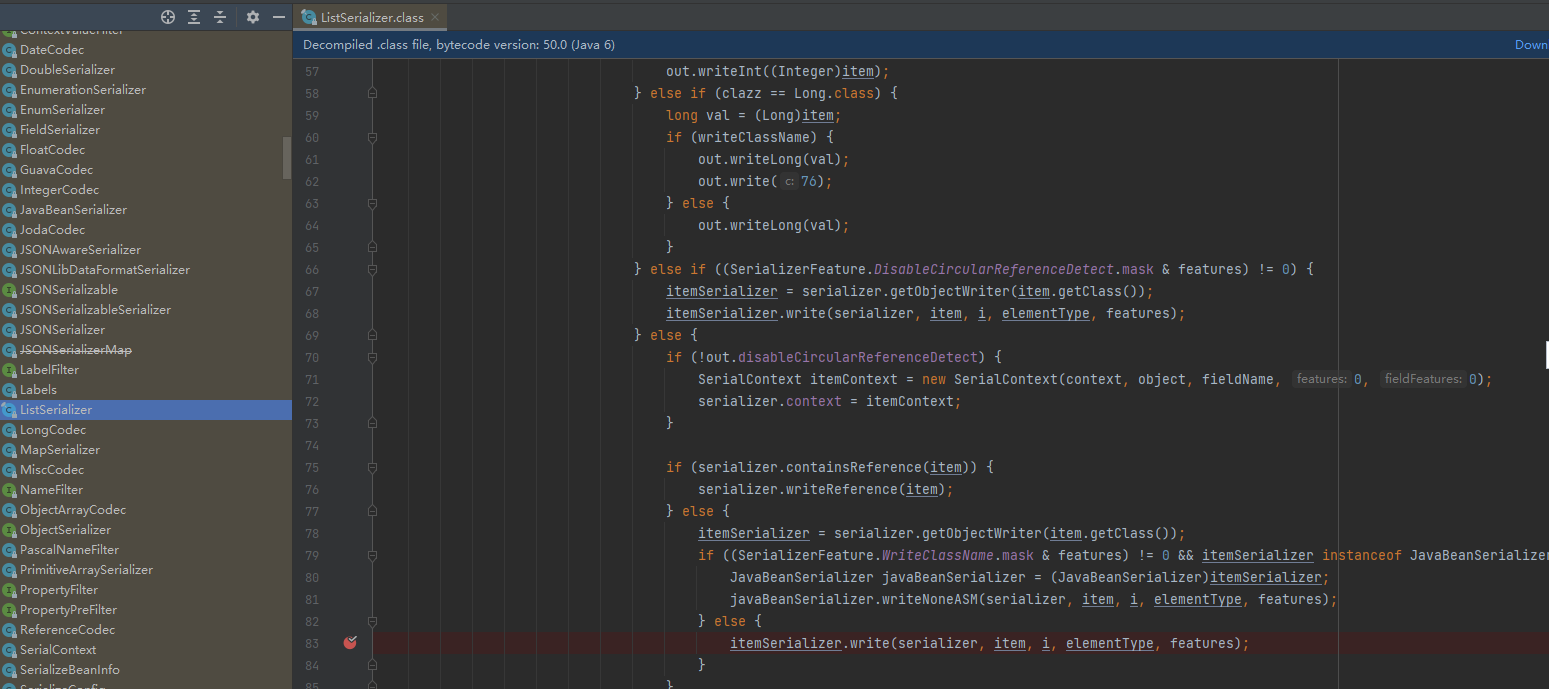 ListSerializer.class
ContextValueFilter
DateCodec
DoubleSerializer
EnumerationSerializer
EnumSerializer
FieldSerializer
FloatCodec
GuavaCodec
IntegerCodec
JavaBeanSerializer
JodaCodec
JSONAwareSerializer
JSONLibDataFormatSerializer
JSONSerializable
JSONSerializableSerializer
JSONSerializer
JSONSerializerMap
LabelFilter
Labels
ListSerializer
LongCodec
MapSerializer
MiscCodec
NameFilter
ObjectArrayCodec
ObjectSerializer
PascalNameFilter
PrimitiveArraySerializer
PropertyFilter
PropertyPreFilter
ReferenceCodec
SerialContext
SerializeBeanInfo
SerializeConfig
Decompiled .class file, bytecode version: 50.0 (Java 6)
Down
57 out.writeInt((Integer)item);
58 } else if (clazz == Long.class) {
59 long val = (Long)item;
60 if (writeClassName) {
61 out.writeLong(val);
62 out.write( c: 76);
63 } else {
64 out.writeLong(val);
65 }
66 } else if ((SerializerFeature.DisableCircularReferenceDetect.mask & features) != 0) {
67 itemSerializer = serializer.getObjectWriter(item.getClass());
68 itemSerializer.write(serializer, item, i, elementType, features);
69 } else {
70 if (!out.disableCircularReferenceDetect) {
71 SerialContext itemContext = new SerialContext(context, object, fieldName, features: 0, fieldFeatures: 0);
72 serializer.context = itemContext;
73 }
74
75 if (serializer.containsReference(item)) {
76 serializer.writeReference(item);
77 } else {
78 itemSerializer = serializer.getObjectWriter(item.getClass());
79 if ((SerializerFeature.WriteClassName.mask & features) != 0 && itemSerializer instanceof JavaBeanSerializer
80 JavaBeanSerializer javaBeanSerializer = (JavaBeanSerializer)itemSerializer;
81 javaBeanSerializer.writeNoneASM(serializer, item, i, elementType, features);
82 } else {
83 itemSerializer.write(serializer, item, i, elementType, features);
84 }
85 }